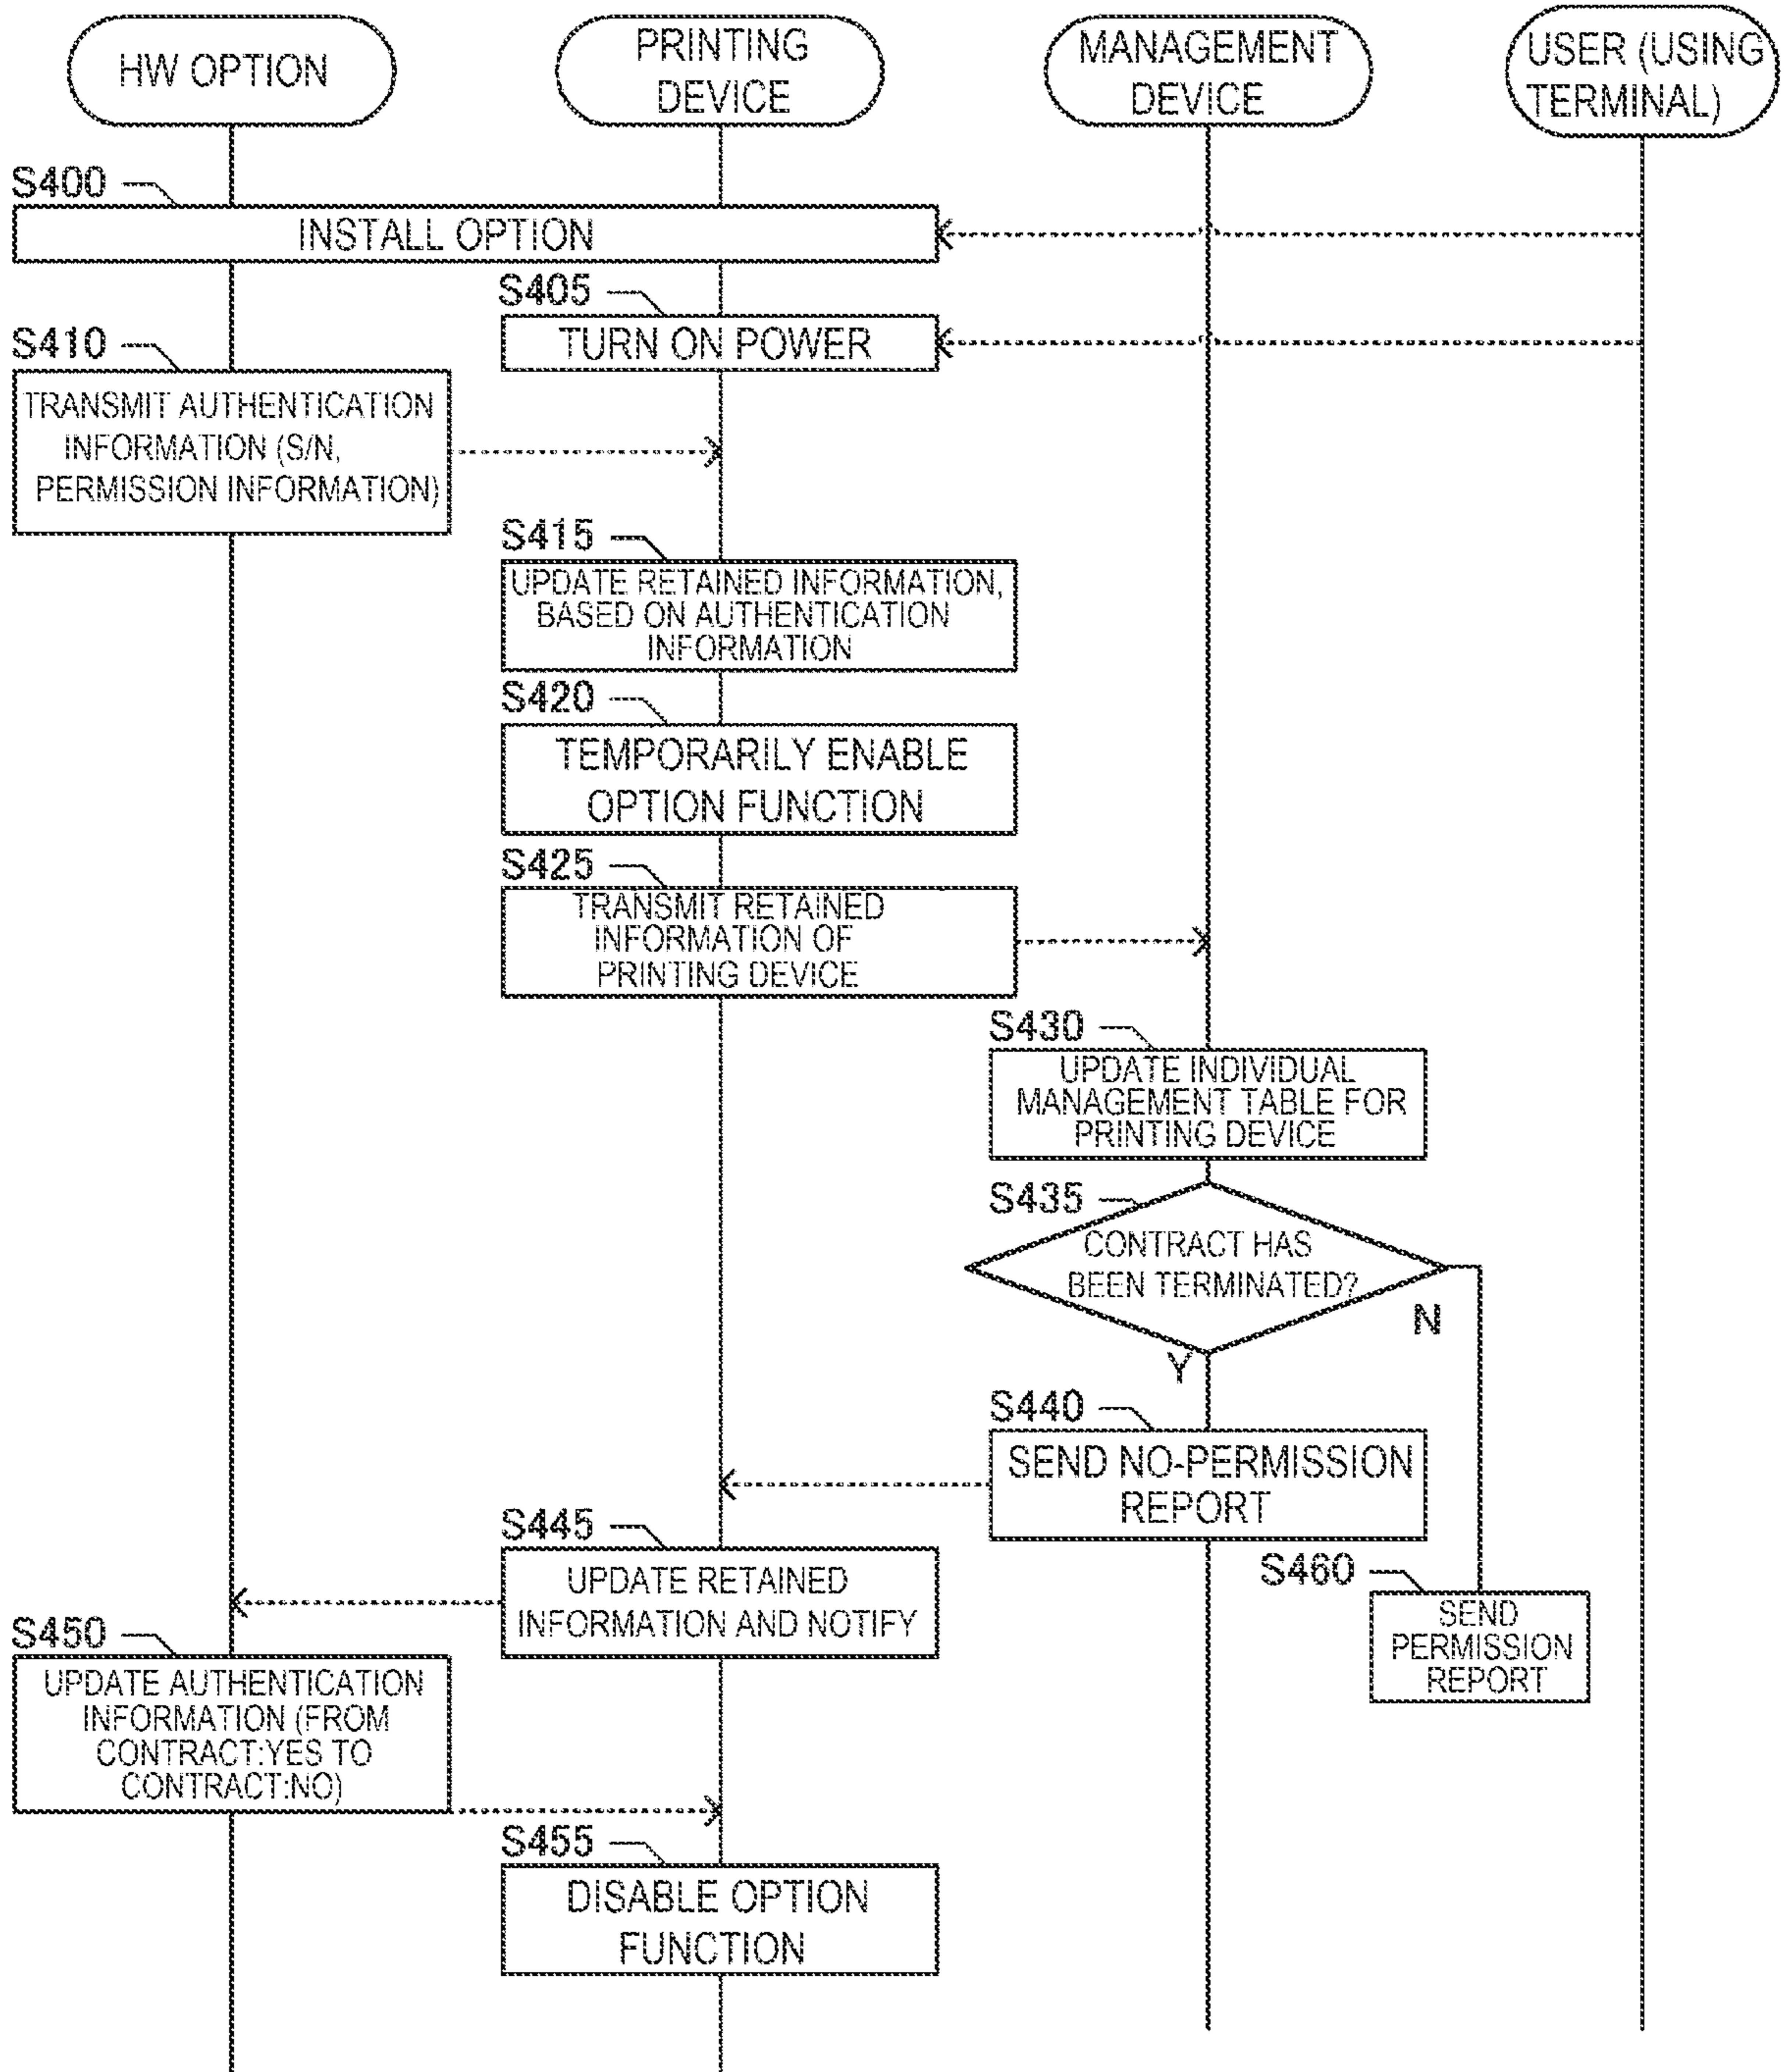 HW OPTION
PRINTING
DEVICE
MANAGEMENT
DEVICE
USER (USING
TERMINAL)
S400
INSTALL OPTION
S405
TURN ON POWER
S410
TRANSMIT AUTHENTICATION
INFORMATION (S/N,
PERMISSION INFORMATION)
S415
UPDATE RETAINED INFORMATION,
BASED ON AUTHENTICATION
INFORMATION
S420
TEMPORARILY ENABLE
OPTION FUNCTION
S425
TRANSMIT RETAINED
INFORMATION OF
PRINTING DEVICE
S430
UPDATE INDIVIDUAL
MANAGEMENT TABLE FOR
PRINTING DEVICE
S435
CONTRACT HAS
BEEN TERMINATED?
N
Y
S440
SEND NO-PERMISSION
REPORT
S445
UPDATE RETAINED
INFORMATION AND NOTIFY
S460
SEND
PERMISSION
REPORT
S450
UPDATE AUTHENTICATION
INFORMATION (FROM
CONTRACT:YES TO
CONTRACT:NO)
S455
DISABLE OPTION
FUNCTION